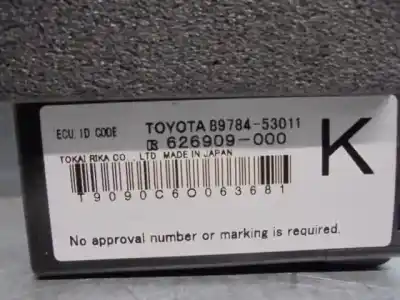 ECU. ID CODE TOYOTA 89784-53011
R 626909-000 K
TOKAI RIKA CO., LTD MADE IN JAPAN
T9090C60063681
No approval number or marking is required.